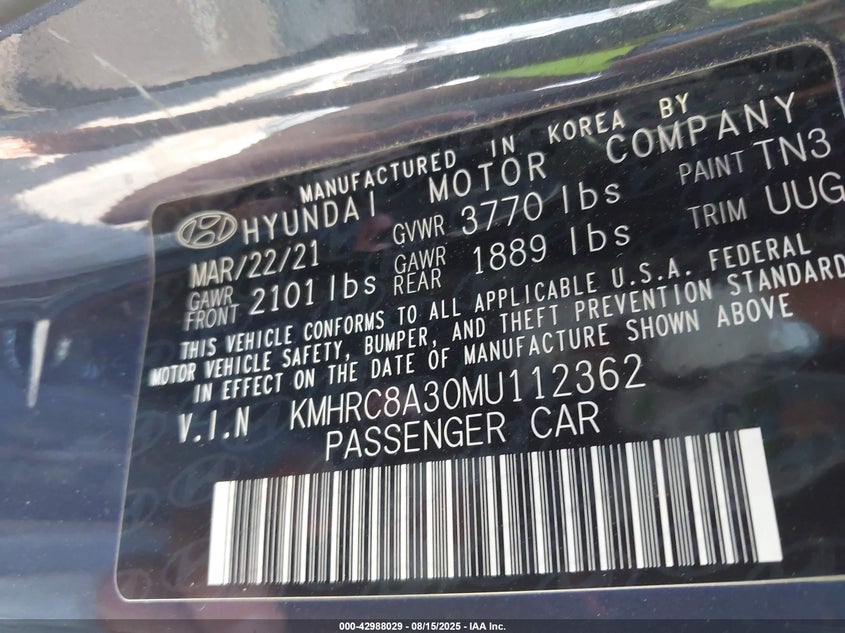 MANUFACTURED IN KOREA BY
HYUNDAI MOTOR COMPANY
MAR/22/21 GVWR 3770 lbs PAINT TN3
GAWR FRONT 2101 lbs GAWR REAR 1889 lbs TRIM UUG
THIS VEHICLE CONFORMS TO ALL APPLICABLE U.S.A. FEDERAL
MOTOR VEHICLE SAFETY, BUMPER, AND THEFT PREVENTION STANDARD
IN EFFECT ON THE DATE OF MANUFACTURE SHOWN ABOVE
V.I.N KMHRC8A30MU112362
PASSENGER CAR
000-42988029 - 08/15/2025 - IAA Inc.